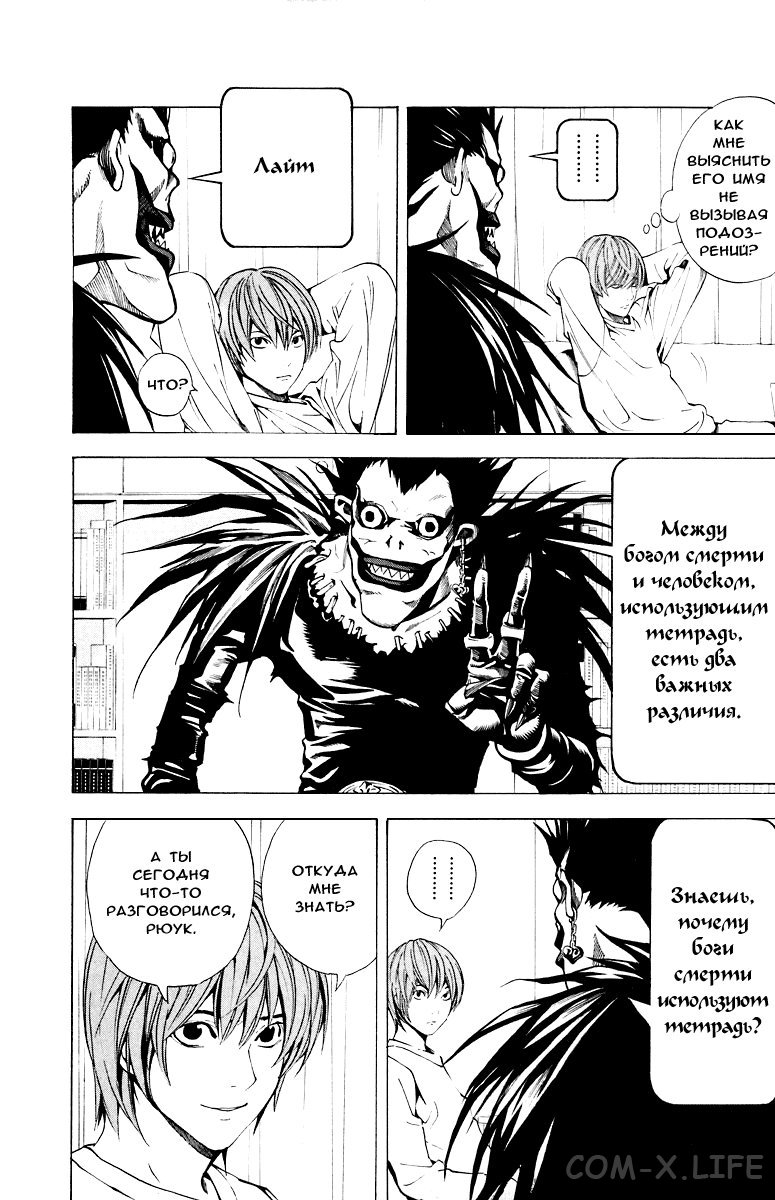 КАК
МНЕ
ВЫЯСНИТЬ
ЕГО ИМЯ
НЕ
ВЫЗЫВАЯ
ПОДОЗ-
РЕНИЙ?
Лайт
ЧТО?
Между
богом смерти
и человеком,
использующим
тетрадь,
есть два
важных
различия.
Знаешь,
почему
боги
смерти
используют
тетрадь?
ОТКУДА
МНЕ
ЗНАТЬ?
А ТЫ
СЕГОДНЯ
ЧТО-ТО
РАЗГОВОРИЛСЯ,
РЮУК.
COM-X.LIFE